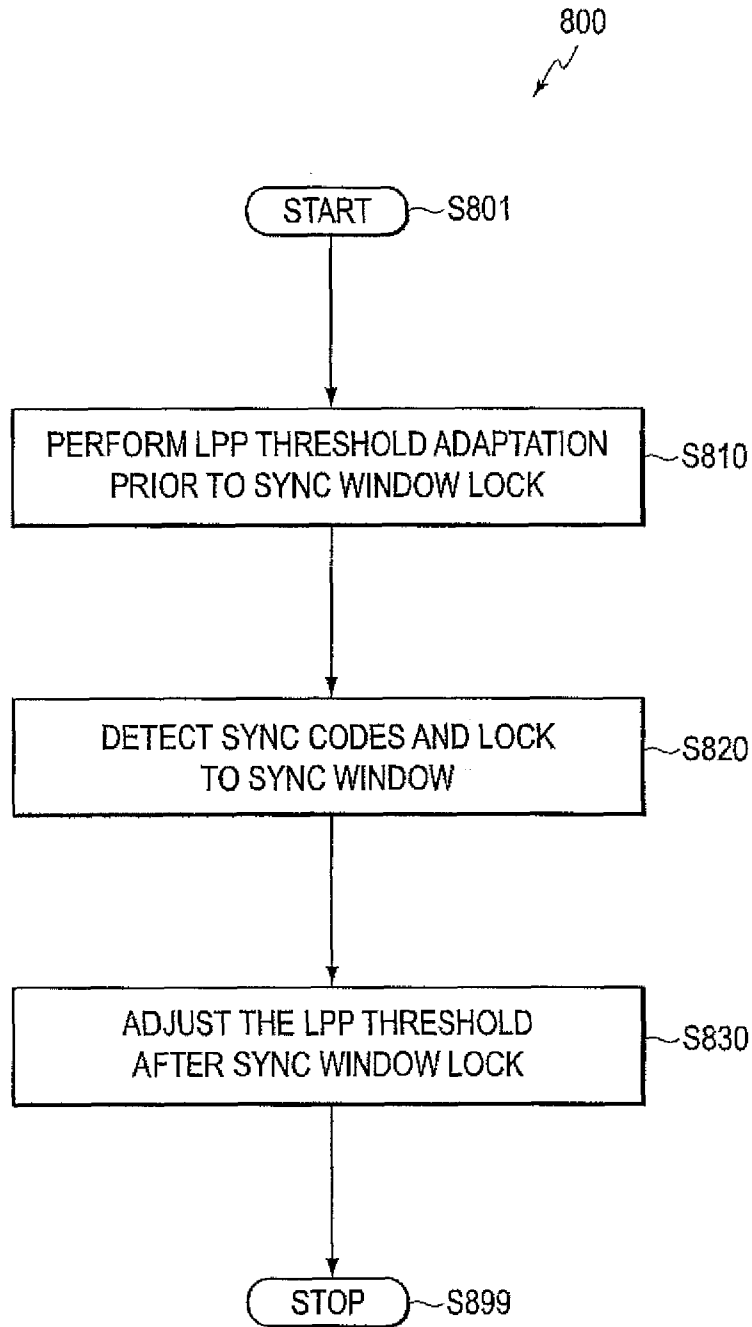 800
START
S801
PERFORM LPP THRESHOLD ADAPTATION
PRIOR TO SYNC WINDOW LOCK
S810
DETECT SYNC CODES AND LOCK
TO SYNC WINDOW
S820
ADJUST THE LPP THRESHOLD
AFTER SYNC WINDOW LOCK
S830
STOP
S899